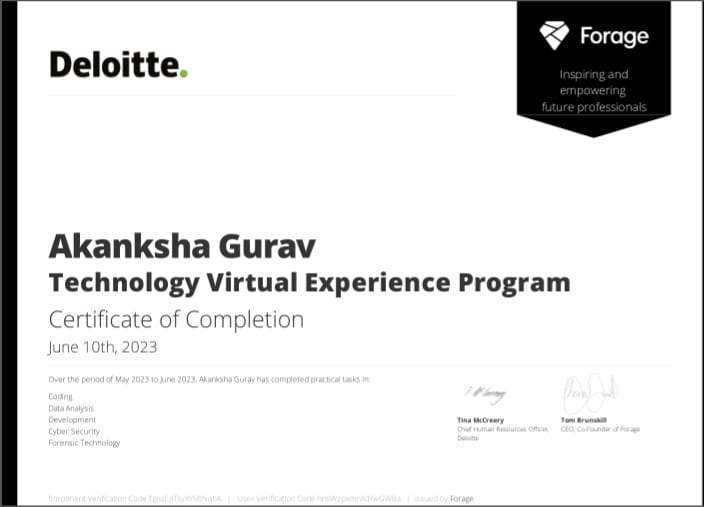 Deloitte.
Forage
Inspiring and
empowering
future professionals
Akanksha Gurav
Technology Virtual Experience Program
Certificate of Completion
June 10th, 2023
Over the period of May 2023 to June 2023, Akanksha Gurav has completed practical tasks in:
Coding
Data Analysis
Development
Cyber Security
Forensic Technology
Tina McCreery
Chief Human Resources Officer,
Deloitte
Tom Brunskill
CEO, Co-Founder of Forage
Enrolment Verification Code | User Verification Code | Issued by Forage